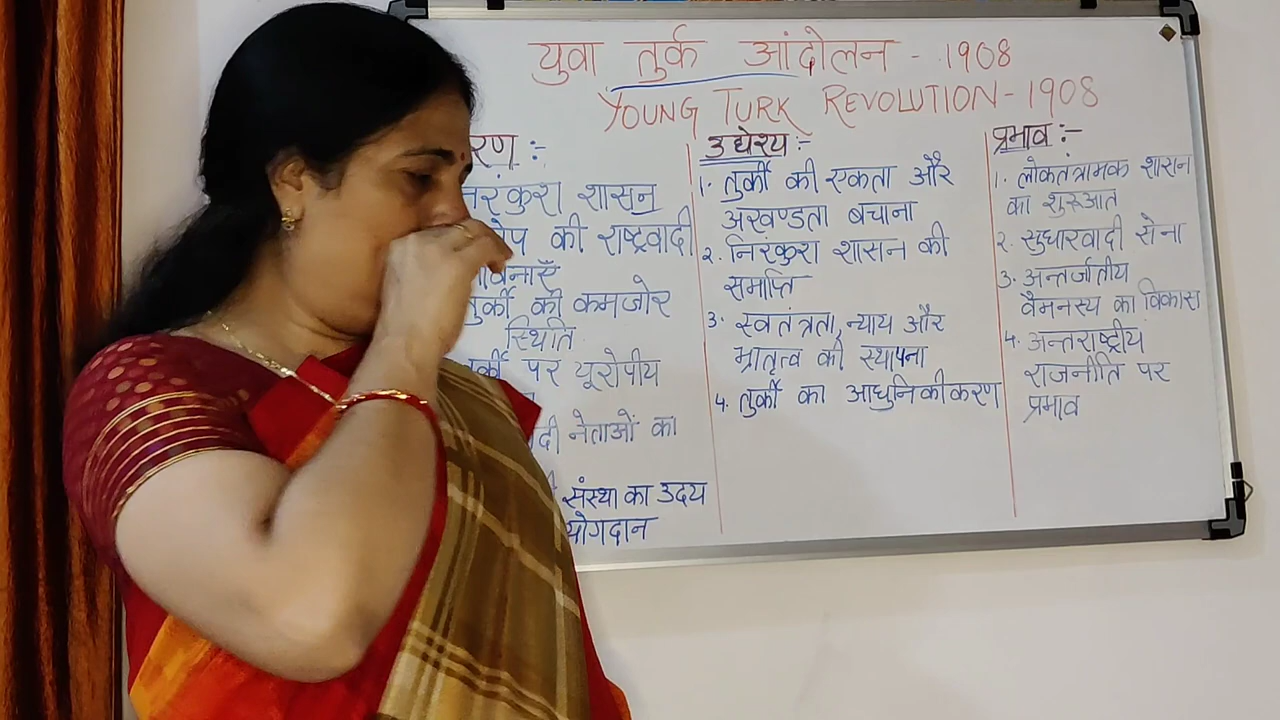 युवा तुर्क आंदोलन - 1908
YOUNG TURK REVOLUTION - 1908
रण :-
शासन
की राष्ट्रवादी
की कमजोर
स्थिति
पर यूरोपीय
नेताओं का
संस्था का उदय
योगदान
उद्येश्य :-
1. तुर्की की एकता और
अखण्डता बचाना
2. निरंकुश शासन की
समाप्ति
3. स्वतंत्रता, न्याय और
भ्रातृत्व की स्थापना
4. तुर्की का आधुनिकीकरण
प्रभाव :-
1. लोकतंत्रामक शासन
का शुरूआत
2. सुधारवादी सेना
3. अन्तर्जातीय
वैमनस्य का विकास
4. अन्तराष्ट्रीय
राजनीति पर
प्रभाव